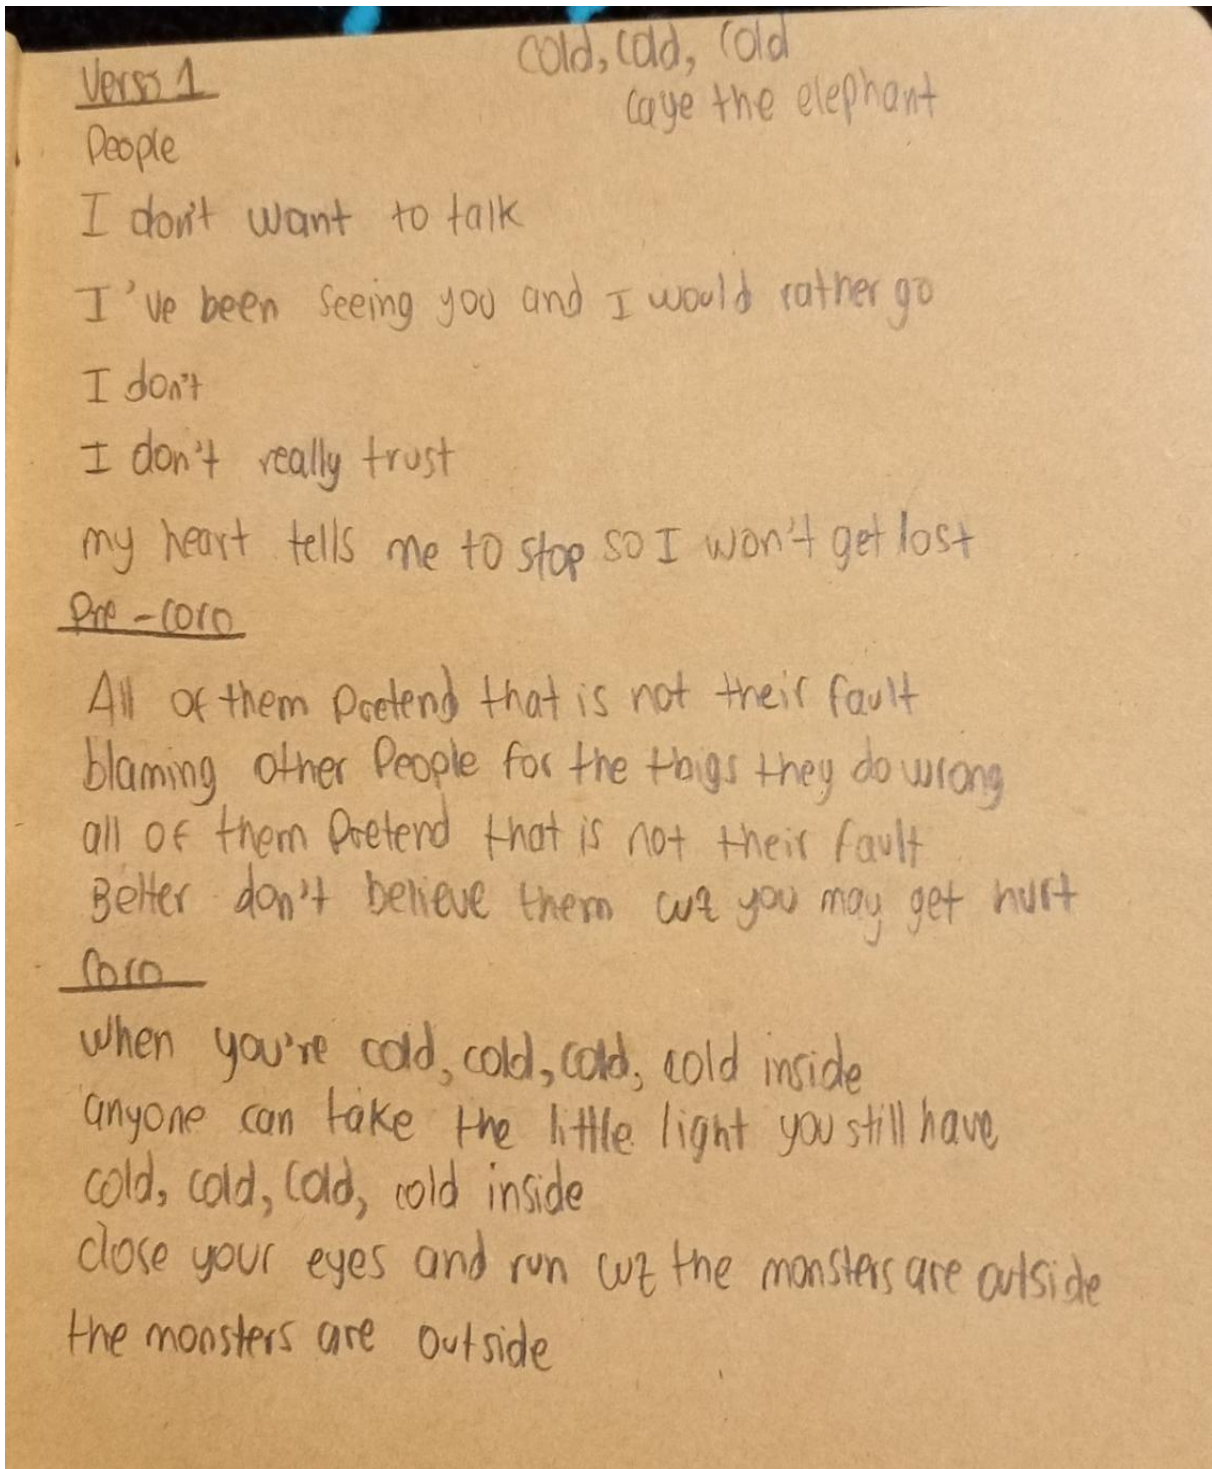 cold, cold, cold
caye the elephant
Verso 1
People
I don't want to talk
I've been seeing you and I would rather go
I don't
I don't really trust
my heart tells me to stop so I won't get lost
Pre-coro
All of them pretend that is not their fault
blaming other People for the thigs they do wrong
all of them pretend that is not their fault
Better don't believe them cuz you may get hurt
Coro
when you're cold, cold, cold, cold inside
anyone can take the little light you still have
cold, cold, cold, cold inside
close your eyes and run cuz the monsters are outside
the monsters are outside